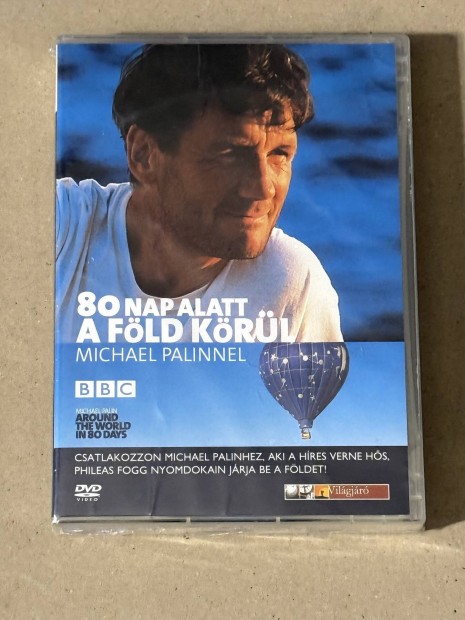 80 NAP ALATT
A FÖLD KÖRÜL
MICHAEL PALINNEL
BBC
MICHAEL PALIN
AROUND
THE WORLD
IN 80 DAYS
CSATLAKOZZON MICHAEL PALINHEZ, AKI A HÍRES VERNE HŐS,
PHILEAS FOGG NYOMDOKAIN JÁRJA BE A FÖLDET!
DVD
VIDEO
Világjáró